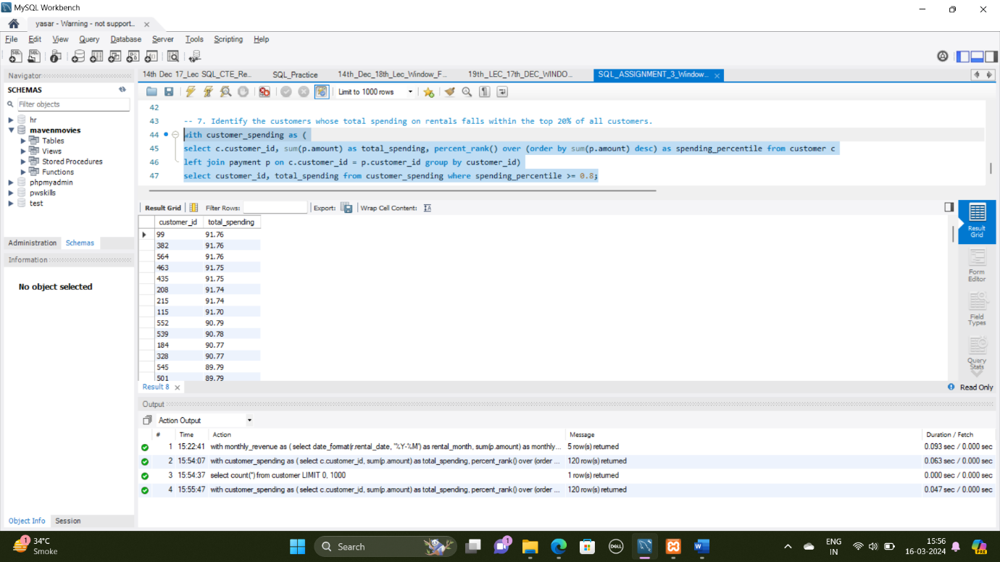 MySQL Workbench
yasar - Warning - not support..
File Edit View Query Database Server Tools Scripting Help
Navigator
14th Dec 17_Lec SQL_CTE_Re... SQL_Practice 14th_Dec_18th_Lec_Window_F... 19th_LEC_17th_DEC_WINDO... SQL_ASSIGNMENT_3_Window...
SCHEMAS
Filter objects
hr
mavenmovies
Tables
Views
Stored Procedures
Functions
phpmyadmin
pwskills
test
Administration Schemas
Information
No object selected
Object Info Session
Limit to 1000 rows
42
43 -- 7. Identify the customers whose total spending on rentals falls within the top 20% of all customers.
44 with customer_spending as (
45 select c.customer_id, sum(p.amount) as total_spending, percent_rank() over (order by sum(p.amount) desc) as spending_percentile from customer c
46 left join payment p on c.customer_id = p.customer_id group by customer_id)
47 select customer_id, total_spending from customer_spending where spending_percentile >= 0.8;
Result Grid Filter Rows: Export: Wrap Cell Content: IA
customer_id total_spending
99 91.76
382 91.76
564 91.76
463 91.75
435 91.75
208 91.74
215 91.74
115 91.70
552 90.79
539 90.78
184 90.77
328 90.77
545 89.79
501 89.79
Result Grid
Form Editor
Field Types
Query Stats
Result 8 Read Only
Output
Action Output
# Time Action Message Duration / Fetch
1 15:22:41 with monthly_revenue as ( select date_format(r.rental_date, "%Y-%M") as rental_month, sum(p.amount) as monthly... 5 row(s) returned 0.093 sec / 0.000 sec
2 15:54:07 with customer_spending as ( select c.customer_id, sum(p.amount) as total_spending, percent_rank() over (order ... 120 row(s) returned 0.063 sec / 0.000 sec
3 15:54:37 select count(*) from customer LIMIT 0, 1000 1 row(s) returned 0.000 sec / 0.000 sec
4 15:55:47 with customer_spending as ( select c.customer_id, sum(p.amount) as total_spending, percent_rank() over (order ... 120 row(s) returned 0.047 sec / 0.000 sec
1 34°C
Smoke
Search
1
DELL
W
ENG
IN
15:56
16-03-2024
PRE